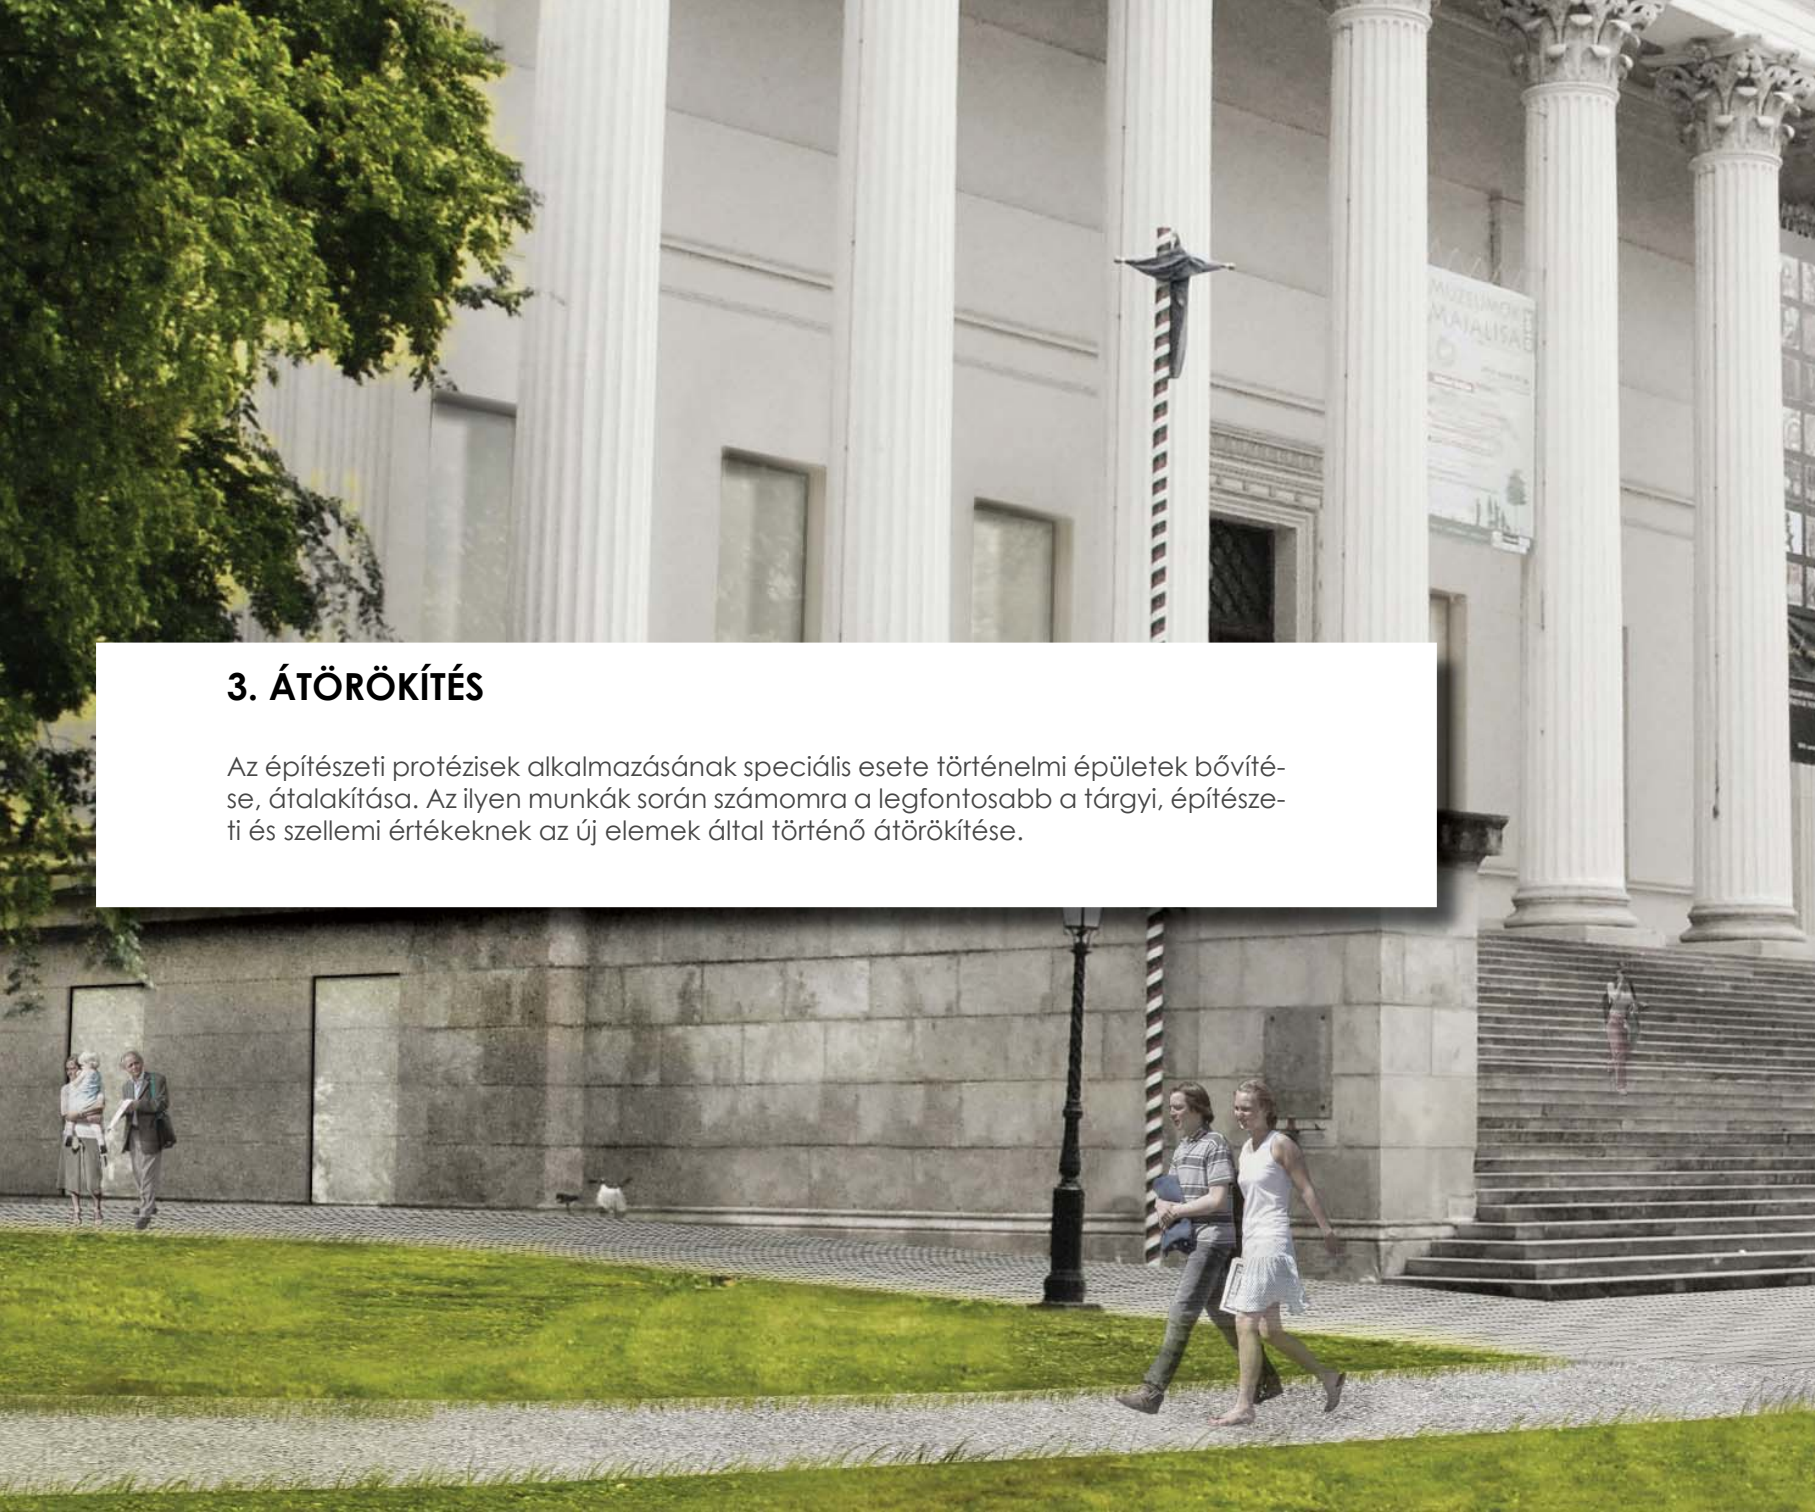 MÚZEUMOK
MAJÁLISA
3. ÁTÖRÖKÍTÉS
Az építészeti protézisek alkalmazásának speciális esete történelmi épületek bővíté-
se, átalakítása. Az ilyen munkák során számomra a legfontosabb a tárgyi, építésze-
ti és szellemi értékeknek az új elemek által történő átörökítése.